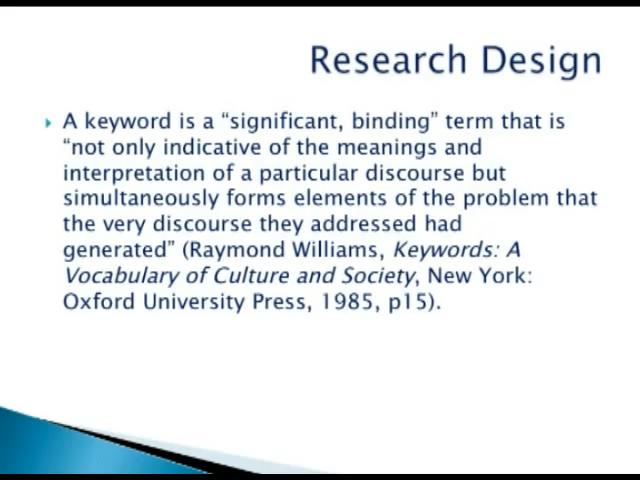 Research Design
A keyword is a “significant, binding” term that is
“not only indicative of the meanings and
interpretation of a particular discourse but
simultaneously forms elements of the problem that
the very discourse they addressed had
generated” (Raymond Williams, Keywords: A
Vocabulary of Culture and Society, New York:
Oxford University Press, 1985, p15).